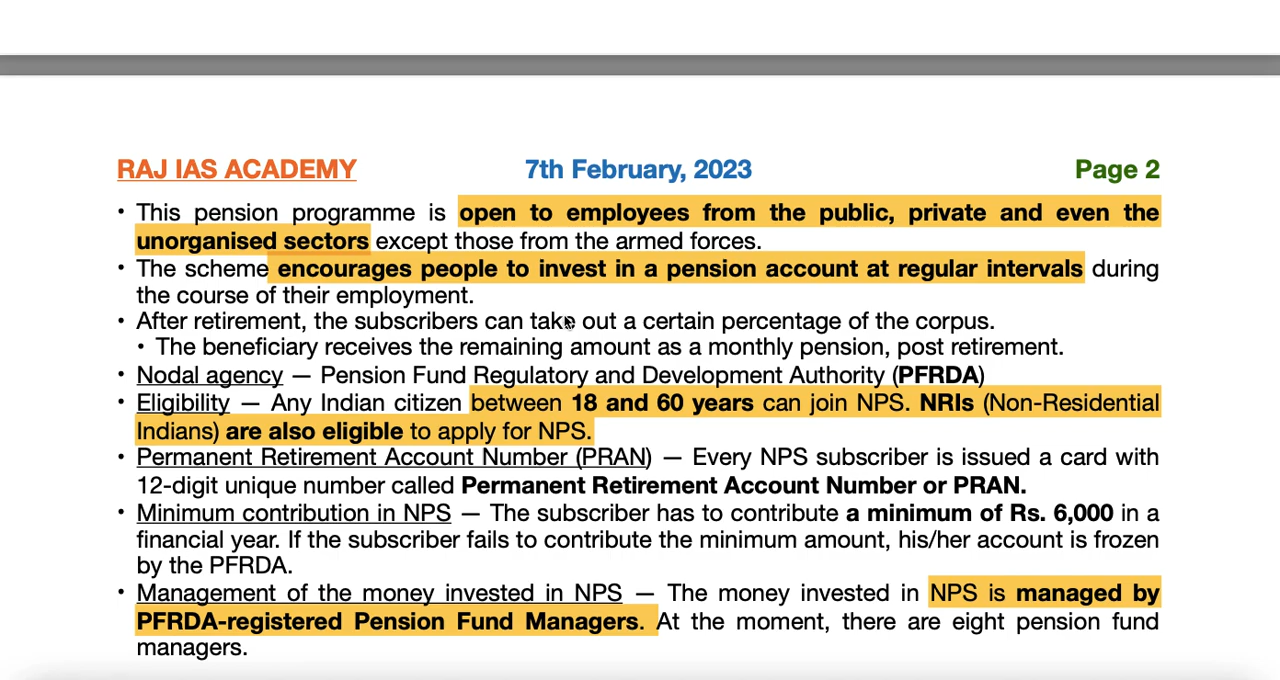 RAJ IAS ACADEMY 7th February, 2023 Page 2
• This pension programme is open to employees from the public, private and even the
unorganised sectors except those from the armed forces.
• The scheme encourages people to invest in a pension account at regular intervals during
the course of their employment.
• After retirement, the subscribers can take out a certain percentage of the corpus.
• The beneficiary receives the remaining amount as a monthly pension, post retirement.
• Nodal agency — Pension Fund Regulatory and Development Authority (PFRDA)
• Eligibility — Any Indian citizen between 18 and 60 years can join NPS. NRIs (Non-Residential
Indians) are also eligible to apply for NPS.
• Permanent Retirement Account Number (PRAN) — Every NPS subscriber is issued a card with
12-digit unique number called Permanent Retirement Account Number or PRAN.
• Minimum contribution in NPS — The subscriber has to contribute a minimum of Rs. 6,000 in a
financial year. If the subscriber fails to contribute the minimum amount, his/her account is frozen
by the PFRDA.
• Management of the money invested in NPS — The money invested in NPS is managed by
PFRDA-registered Pension Fund Managers. At the moment, there are eight pension fund
managers.